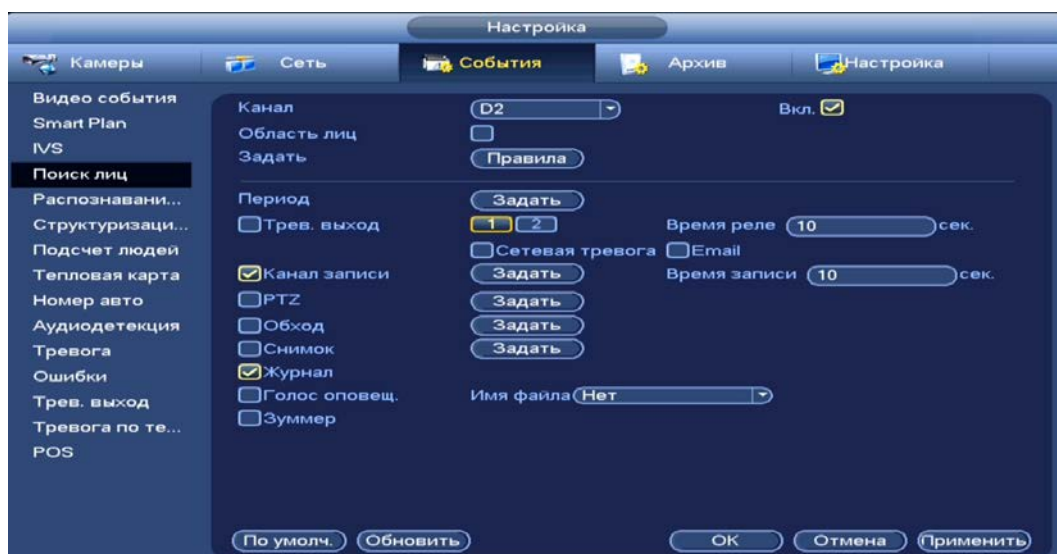 Настройка
Камеры Сеть События Архив Настройка
Видео события
Smart Plan
IVS
Поиск лиц
Распознавани...
Структуризаци...
Подсчет людей
Тепловая карта
Номер авто
Аудиодетекция
Тревога
Ошибки
Трев. выход
Тревога по те...
POS
Канал D2 Вкл.
Область лиц
Задать Правила
Период Задать
Трев. выход 1 2 Время реле 10 сек.
Сетевая тревога Email
Канал записи Задать Время записи 10 сек.
PTZ Задать
Обход Задать
Снимок Задать
Журнал
Голос оповещ. Имя файла Нет
Зуммер
По умолч. Обновить OK Отмена Применить